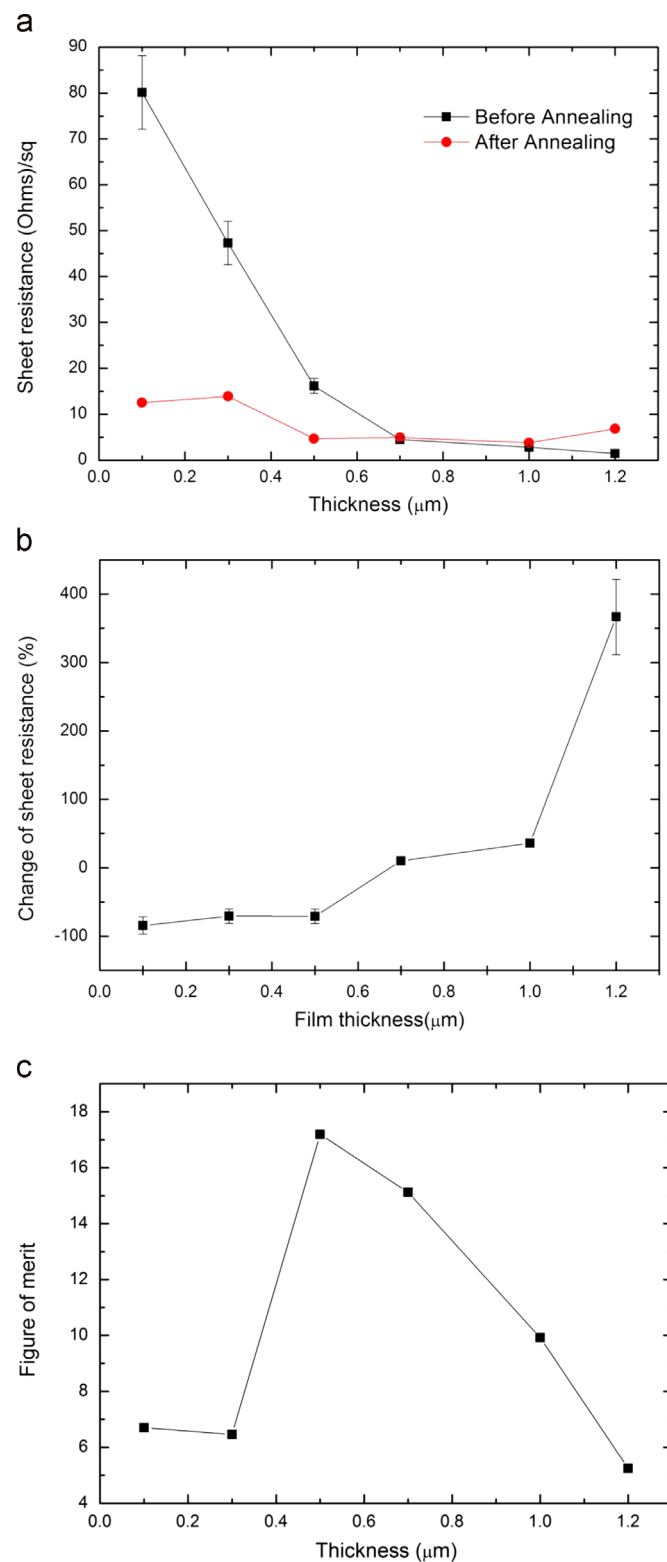 a
90
80
70
60
50
40
30
20
10
0
Sheet resistance (Ohms)/sq
Before Annealing
After Annealing
0.0 0.2 0.4 0.6 0.8 1.0 1.2
Thickness (μm)
b
400
300
200
100
0
-100
Change of sheet resistance (%)
0.0 0.2 0.4 0.6 0.8 1.0 1.2
Film thickness(μm)
c
18
16
14
12
10
8
6
4
Figure of merit
0.0 0.2 0.4 0.6 0.8 1.0 1.2
Thickness (μm)